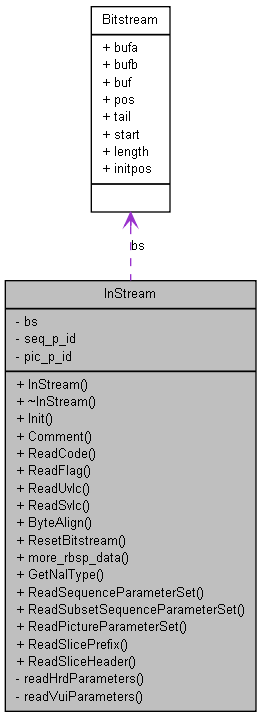 Bitstream
+ bufa
+ bufb
+ buf
+ pos
+ tail
+ start
+ length
+ initpos
bs
InStream
- bs
- seq_p_id
- pic_p_id
+ InStream()
+ ~InStream()
+ Init()
+ Comment()
+ ReadCode()
+ ReadFlag()
+ ReadUvlc()
+ ReadSvlc()
+ ByteAlign()
+ ResetBitstream()
+ more_rbsp_data()
+ GetNalType()
+ ReadSequenceParameterSet()
+ ReadSubsetSequenceParameterSet()
+ ReadPictureParameterSet()
+ ReadSlicePrefix()
+ ReadSliceHeader()
- readHrdParameters()
- readVuiParameters()